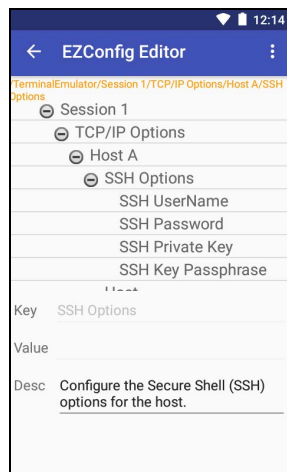 12:14
EZConfig Editor
/TerminalEmulator/Session 1/TCP/IP Options/Host A/SSH
Options
Session 1
TCP/IP Options
Host A
SSH Options
SSH UserName
SSH Password
SSH Private Key
SSH Key Passphrase
Key SSH Options
Value
Desc Configure the Secure Shell (SSH)
options for the host.